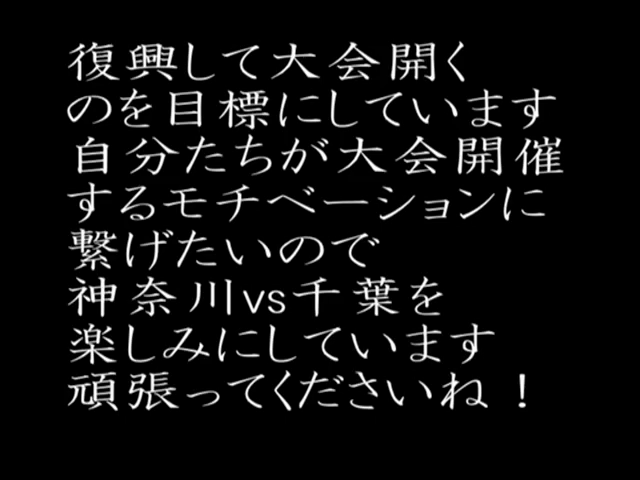 復興して大会開く
のを目標にしています
自分たちが大会開催
するモチベーションに
繋げたいので
神奈川vs千葉を
楽しみにしています
頑張ってくださいね！